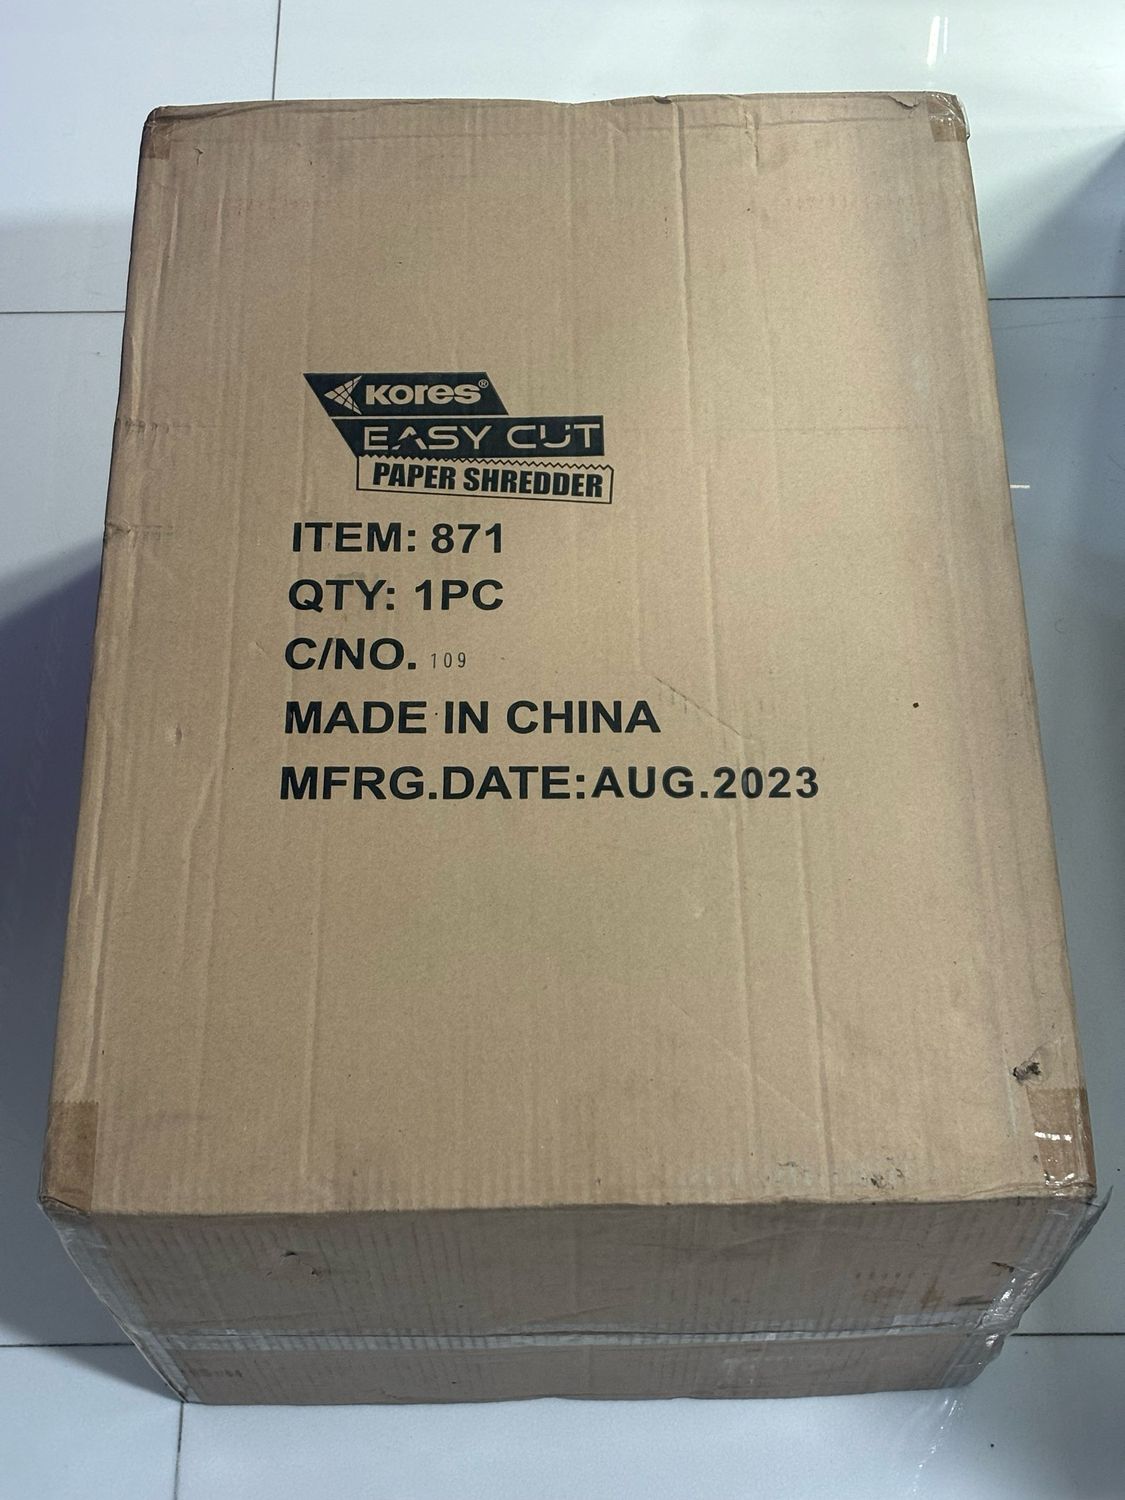 Kores®
EASY CUT
PAPER SHREDDER
ITEM: 871
QTY: 1PC
C/NO. 109
MADE IN CHINA
MFRG.DATE:AUG.2023